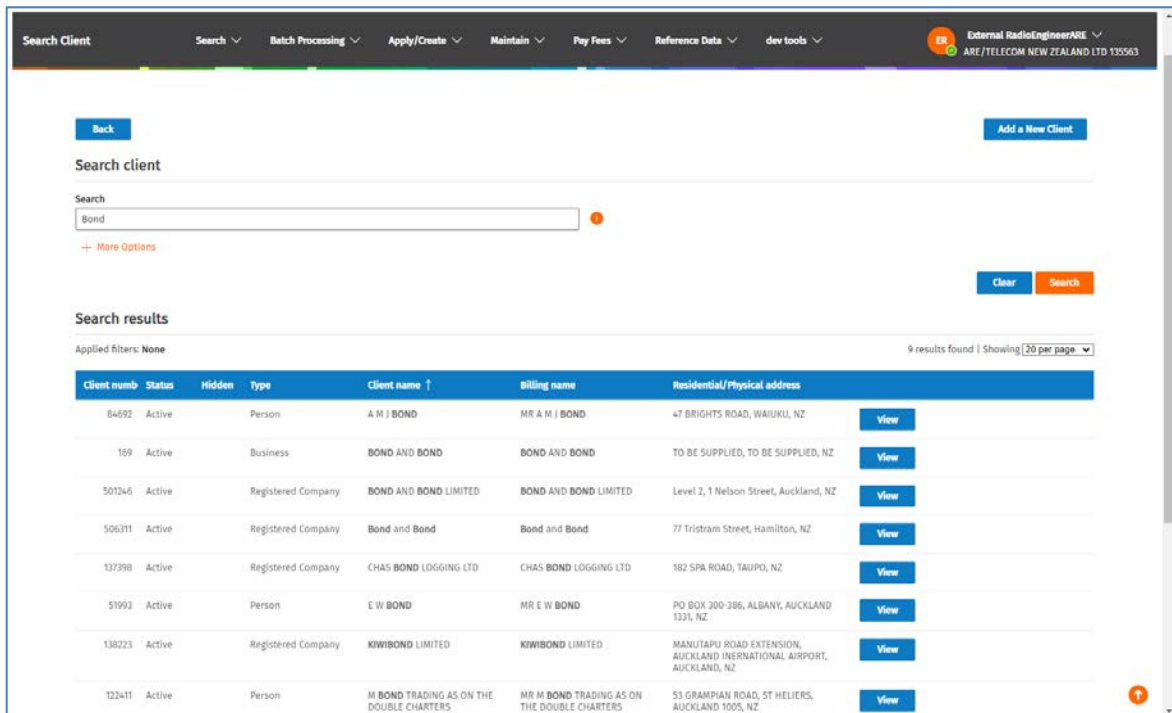 Search Client Search Batch Processing Apply/Create Maintain Pay Fees Reference Data dev tools ER External RadioEngineerARE
ARE/TELECOM NEW ZEALAND LTD 135563
Back Add a New Client
Search client
Search
Bond
+ More Options
Clear Search
Search results
Applied filters: None 9 results found | Showing 20 per page
Client numb Status Hidden Type Client name ↑ Billing name Residential/Physical address
84692 Active Person A M J BOND MR A M J BOND 47 BRIGHTS ROAD, WAIUKU, NZ View
169 Active Business BOND AND BOND BOND AND BOND TO BE SUPPLIED, TO BE SUPPLIED, NZ View
501246 Active Registered Company BOND AND BOND LIMITED BOND AND BOND LIMITED Level 2, 1 Nelson Street, Auckland, NZ View
506311 Active Registered Company Bond and Bond Bond and Bond 77 Tristram Street, Hamilton, NZ View
137398 Active Registered Company CHAS BOND LOGGING LTD CHAS BOND LOGGING LTD 182 SPA ROAD, TAUPO, NZ View
51993 Active Person E W BOND MR E W BOND PO BOX 300-386, ALBANY, AUCKLAND
1331, NZ View
138223 Active Registered Company KIWIBOND LIMITED KIWIBOND LIMITED MANUTAPU ROAD EXTENSION,
AUCKLAND INERNATIONAL AIRPORT,
AUCKLAND, NZ View
122411 Active Person M BOND TRADING AS ON THE MR M BOND TRADING AS ON 53 GRAMPIAN ROAD, ST HELIERS,
DOUBLE CHARTERS THE DOUBLE CHARTERS AUCKLAND 1005, NZ View